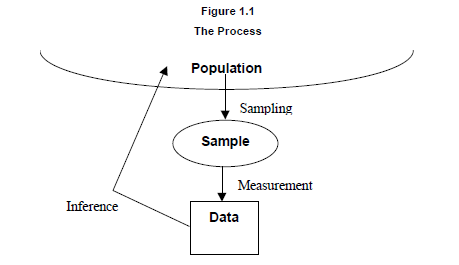 Figure 1.1
The Process
Population
Sampling
Sample
Measurement
Inference
Data